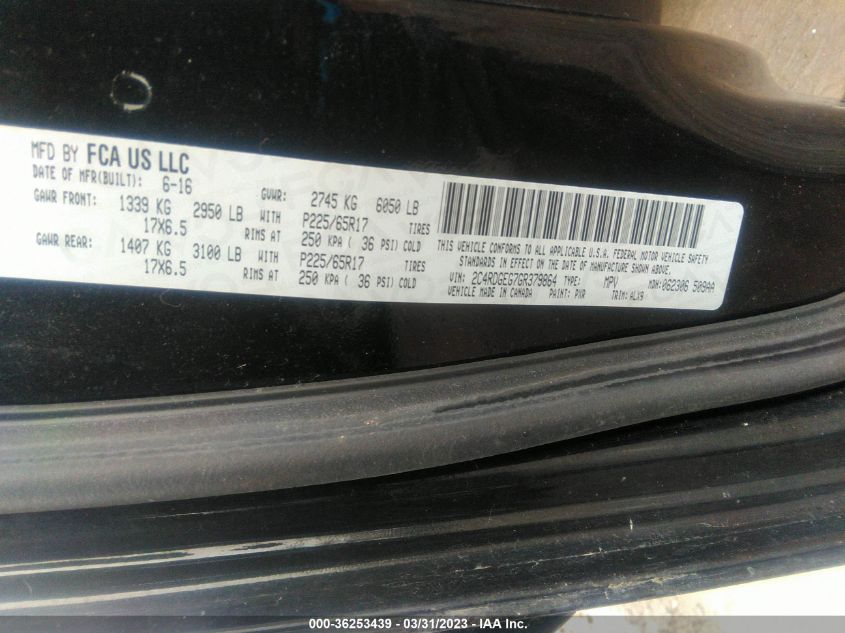 MFD BY FCA US LLC
DATE OF MFR(BUILT): 6-16 GVWR: 2745 KG 6050 LB
GAWR FRONT: 1339 KG 2950 LB WITH P225/65R17 TIRES
17X6.5 RIMS AT 250 KPA ( 36 PSI) COLD
GAWR REAR: 1407 KG 3100 LB WITH P225/65R17 TIRES
17X6.5 RIMS AT 250 KPA ( 36 PSI) COLD
THIS VEHICLE CONFORMS TO ALL APPLICABLE U.S.A. FEDERAL MOTOR VEHICLE SAFETY
STANDARDS IN EFFECT ON THE DATE OF MANUFACTURE SHOWN ABOVE.
VIN: 2C4RDGEG7GR379864 TYPE: MPV MDH: 062306 509AA
VEHICLE MADE IN CANADA PAINT: PXR TRIM: ALX9
000-36253439 - 03/31/2023 - IAA Inc.